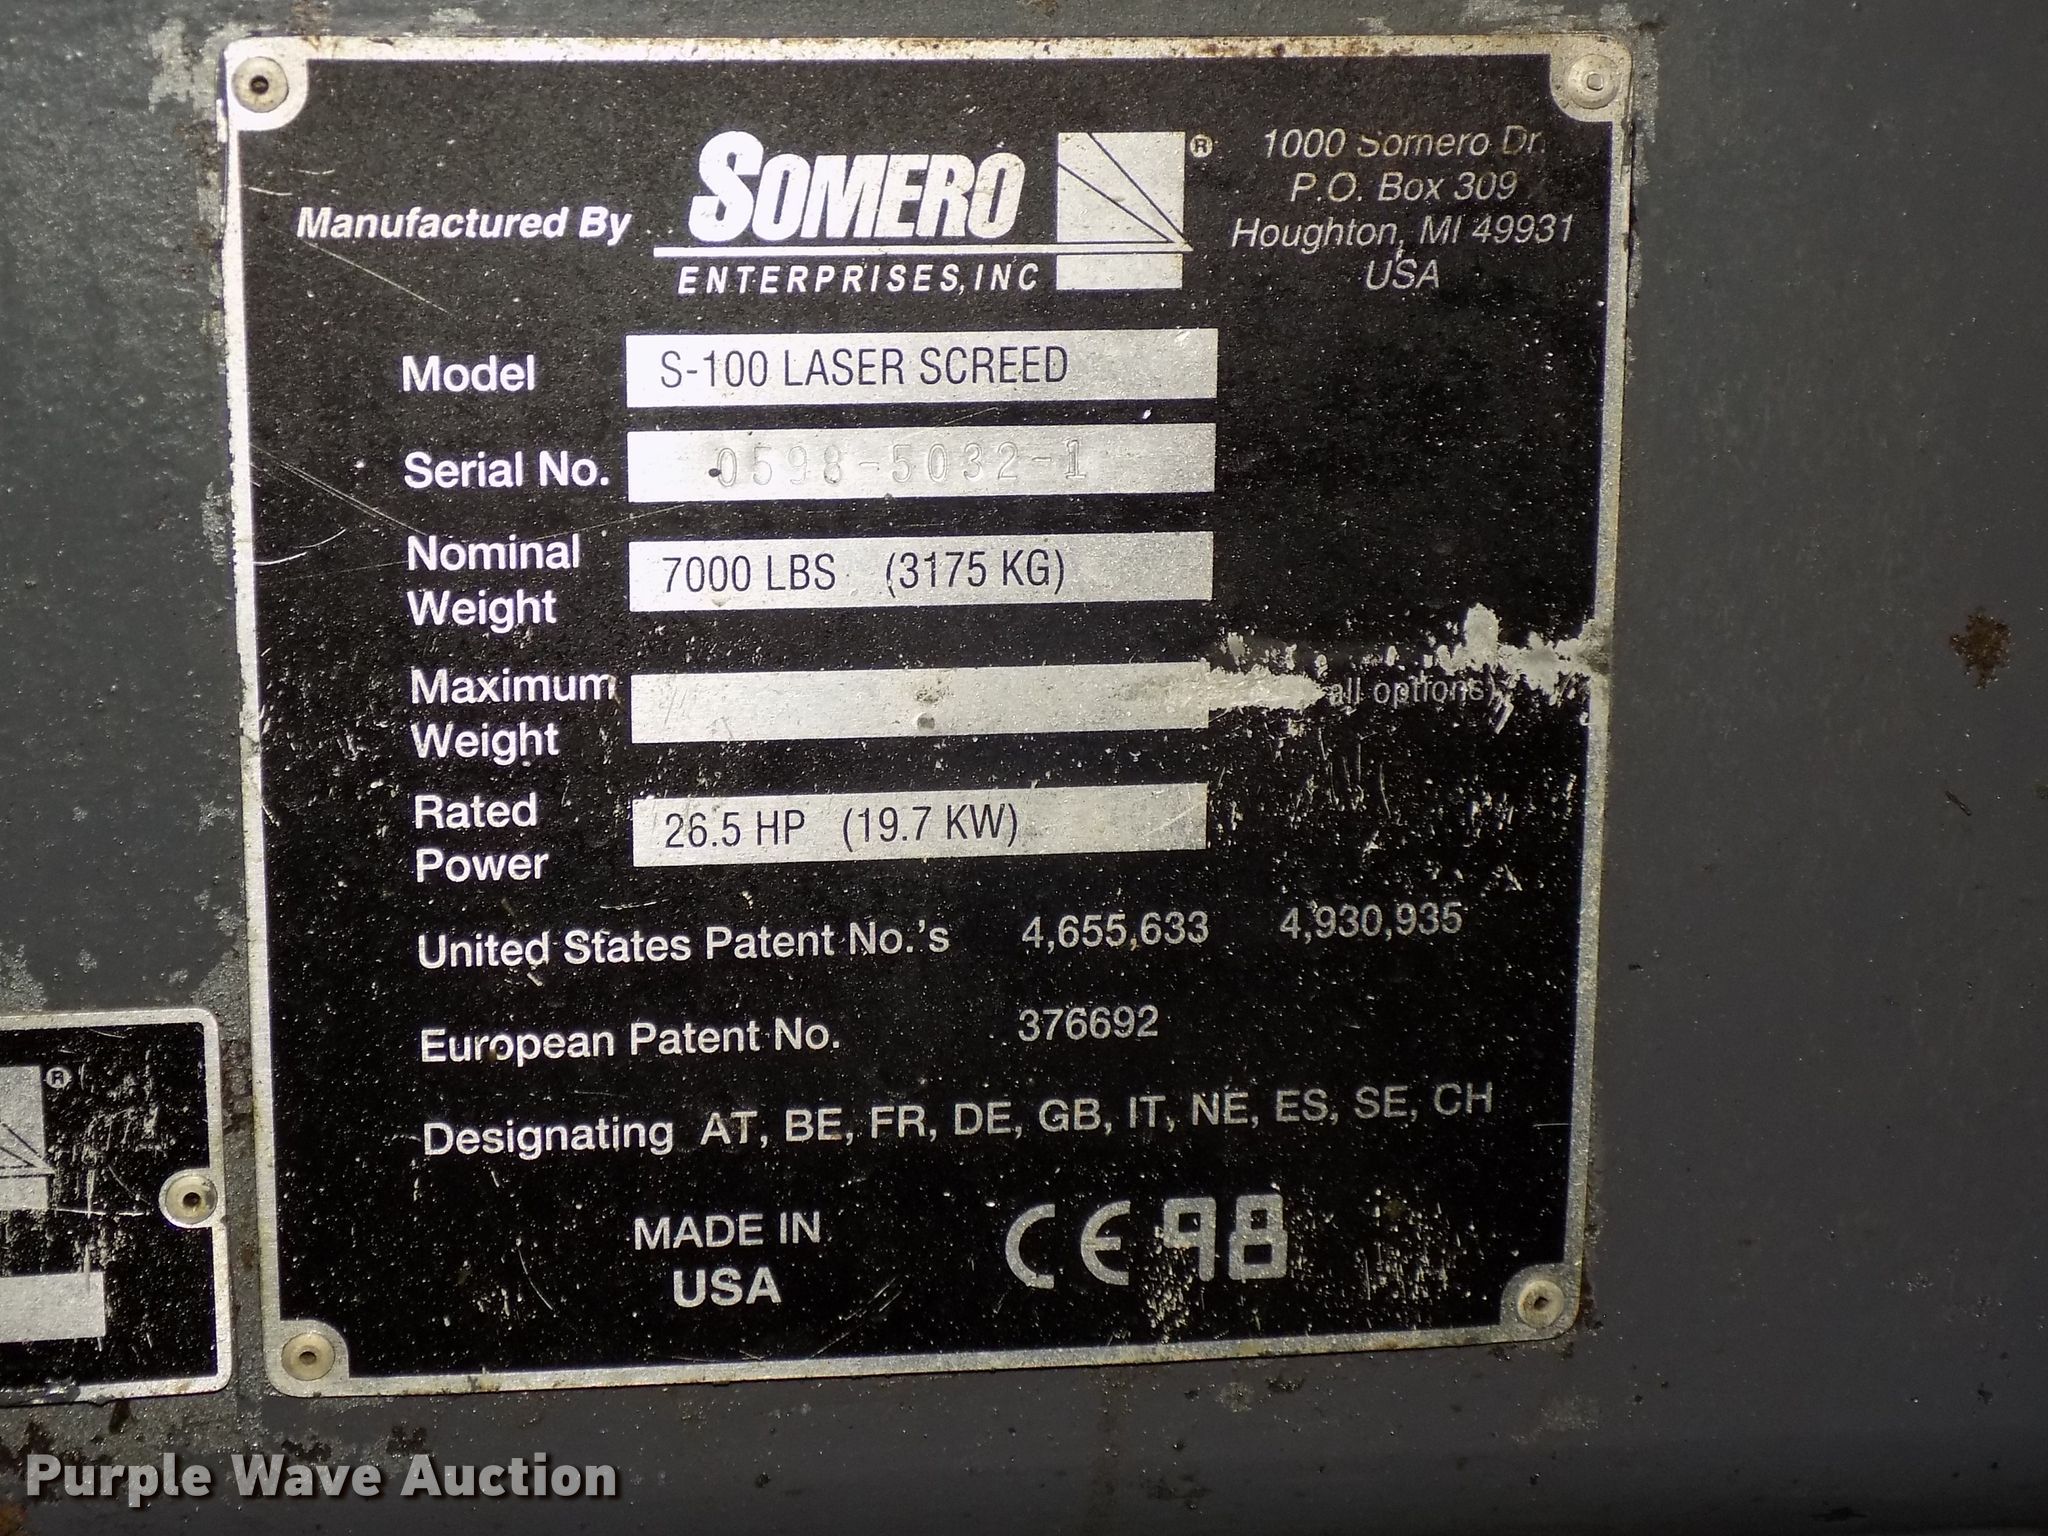 Manufactured By
SOMERO ®
ENTERPRISES, INC
1000 Somero Dr.
P.O. Box 309
Houghton, MI 49931
USA
Model S-100 LASER SCREED
Serial No. 0598-5032-1
Nominal Weight 7000 LBS (3175 KG)
Maximum Weight all options)
Rated Power 26.5 HP (19.7 KW)
United States Patent No.'s 4,655,633 4,930,935
European Patent No. 376692
Designating AT, BE, FR, DE, GB, IT, NE, ES, SE, CH
MADE IN
USA
CE 98
®
Purple Wave Auction